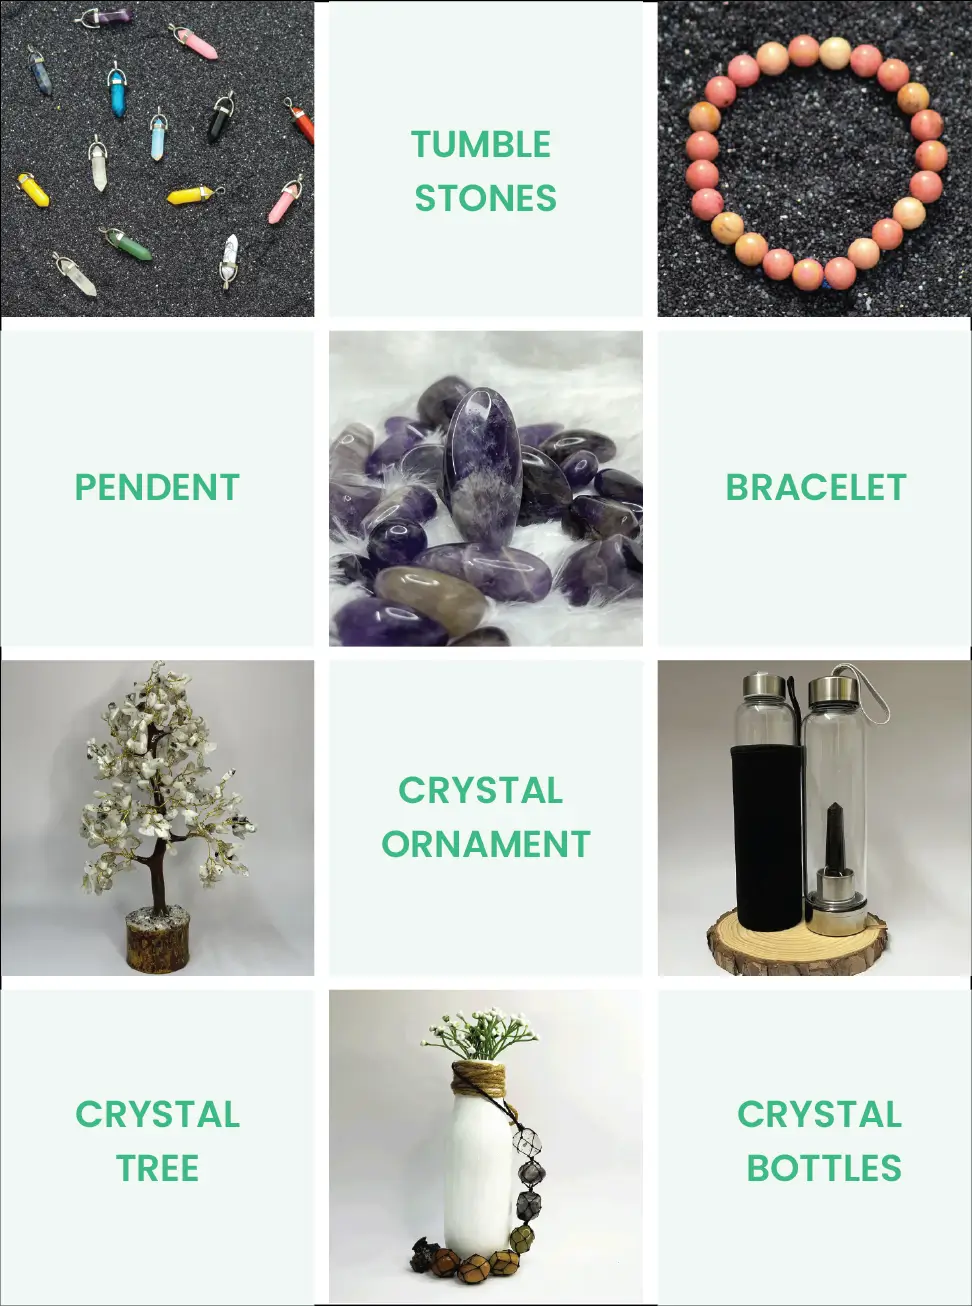 TUMBLE
STONES
PENDENT
BRACELET
CRYSTAL
ORNAMENT
CRYSTAL
TREE
CRYSTAL
BOTTLES